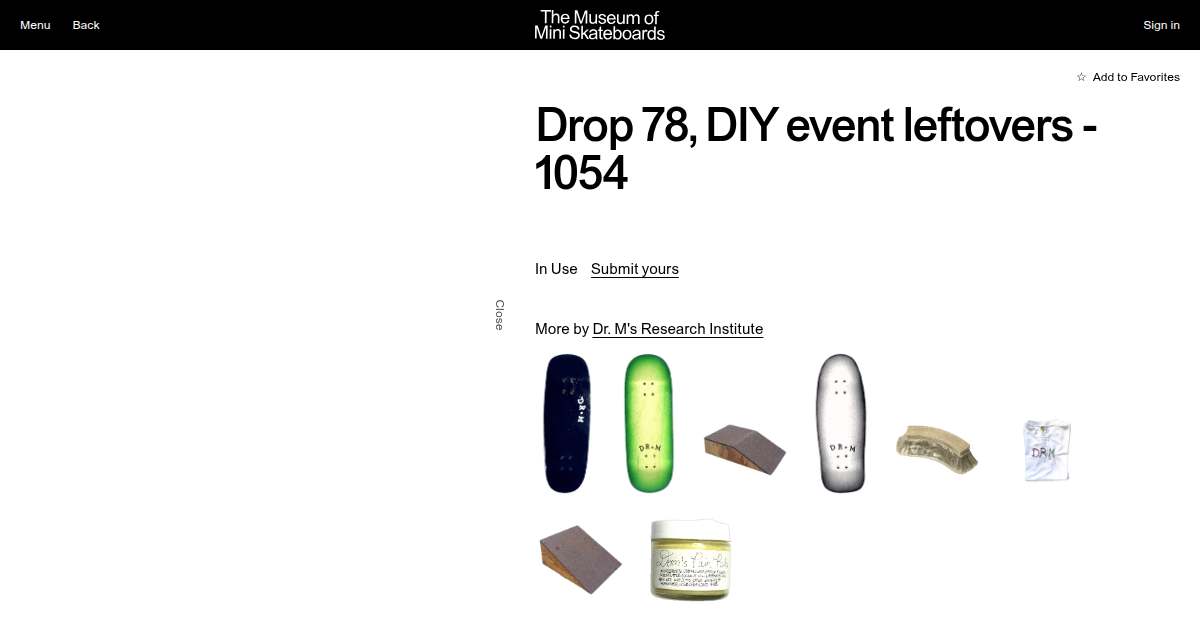 Menu
Back
The Museum of
Mini Skateboards
Sign in
☆ Add to Favorites
Drop 78, DIY event leftovers -
1054
In Use
Submit yours
Close
More by Dr. M's Research Institute
DR•M
DR•M
DR•M
DR•M